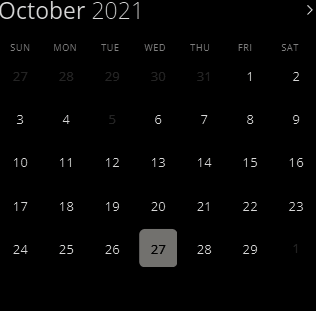 October 2021
SUN MON TUE WED THU FRI SAT
27 28 29 30 31 1 2
3 4 5 6 7 8 9
10 11 12 13 14 15 16
17 18 19 20 21 22 23
24 25 26 27 28 29 1